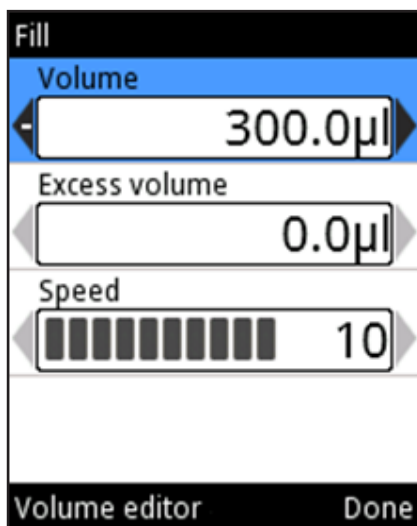 Fill
Volume
-
300.0µl
Excess volume
0.0µl
Speed
10
Volume editor Done